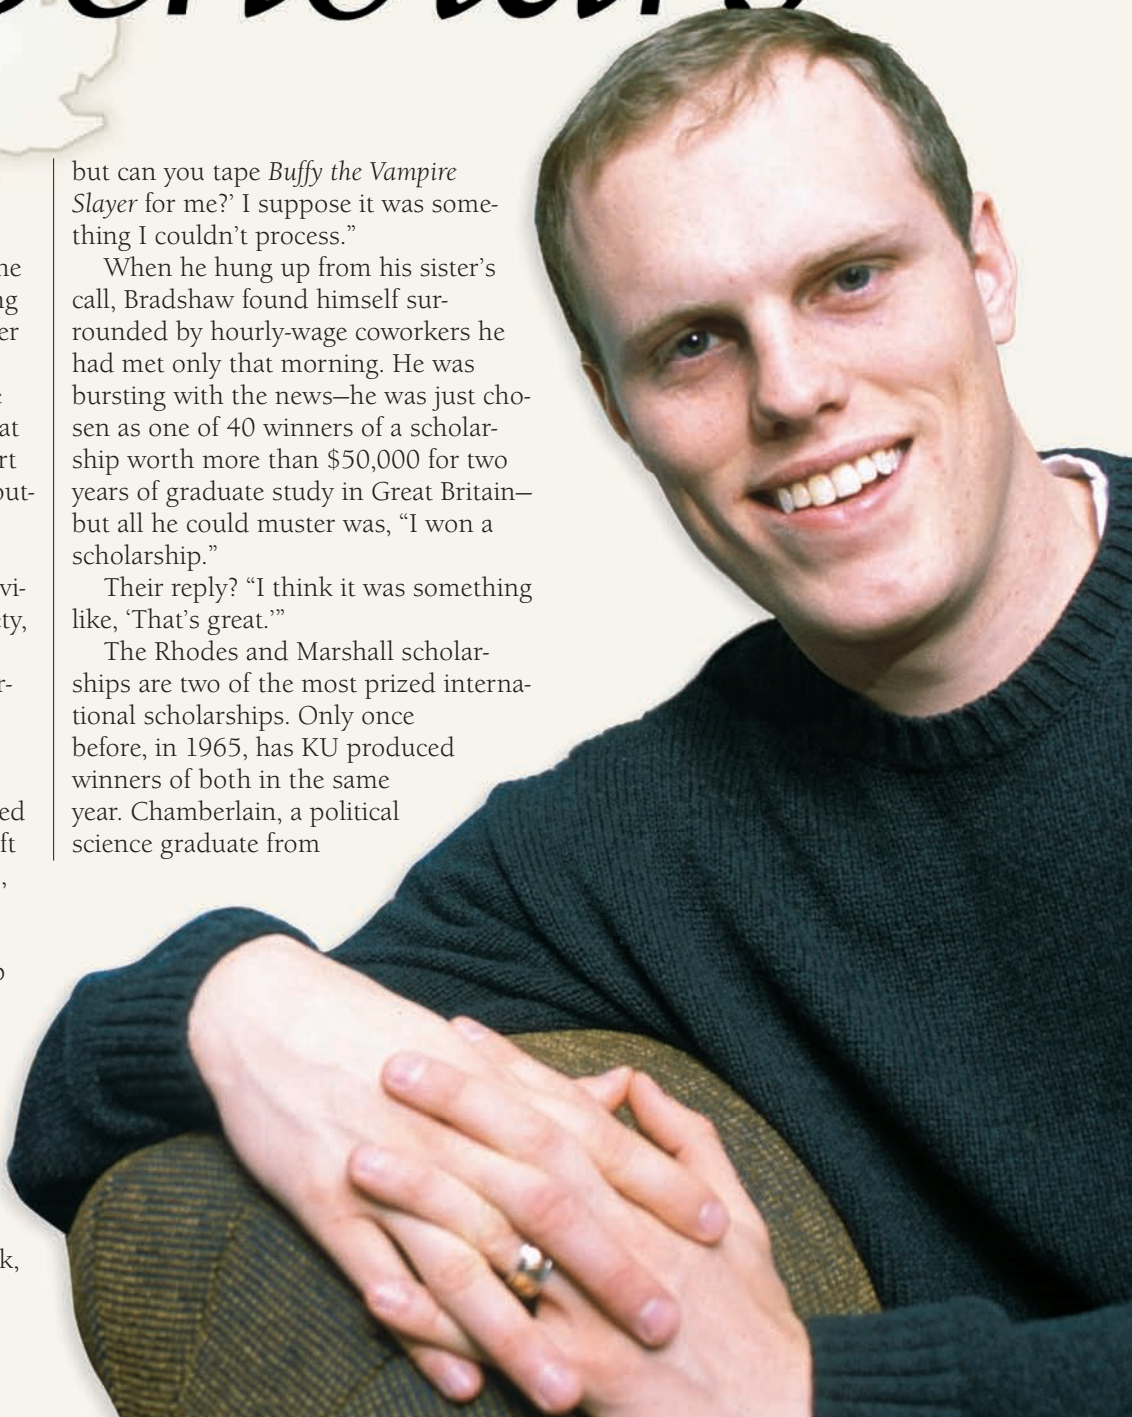 but can you tape Buffy the Vampire
Slayer for me?’ I suppose it was some-
thing I couldn’t process.”
When he hung up from his sister’s
call, Bradshaw found himself sur-
rounded by hourly-wage coworkers he
had met only that morning. He was
bursting with the news—he was just cho-
sen as one of 40 winners of a scholar-
ship worth more than $50,000 for two
years of graduate study in Great Britain—
but all he could muster was, “I won a
scholarship.”
Their reply? “I think it was something
like, ‘That’s great.’”
The Rhodes and Marshall scholar-
ships are two of the most prized interna-
tional scholarships. Only once
before, in 1965, has KU produced
winners of both in the same
year. Chamberlain, a political
science graduate from